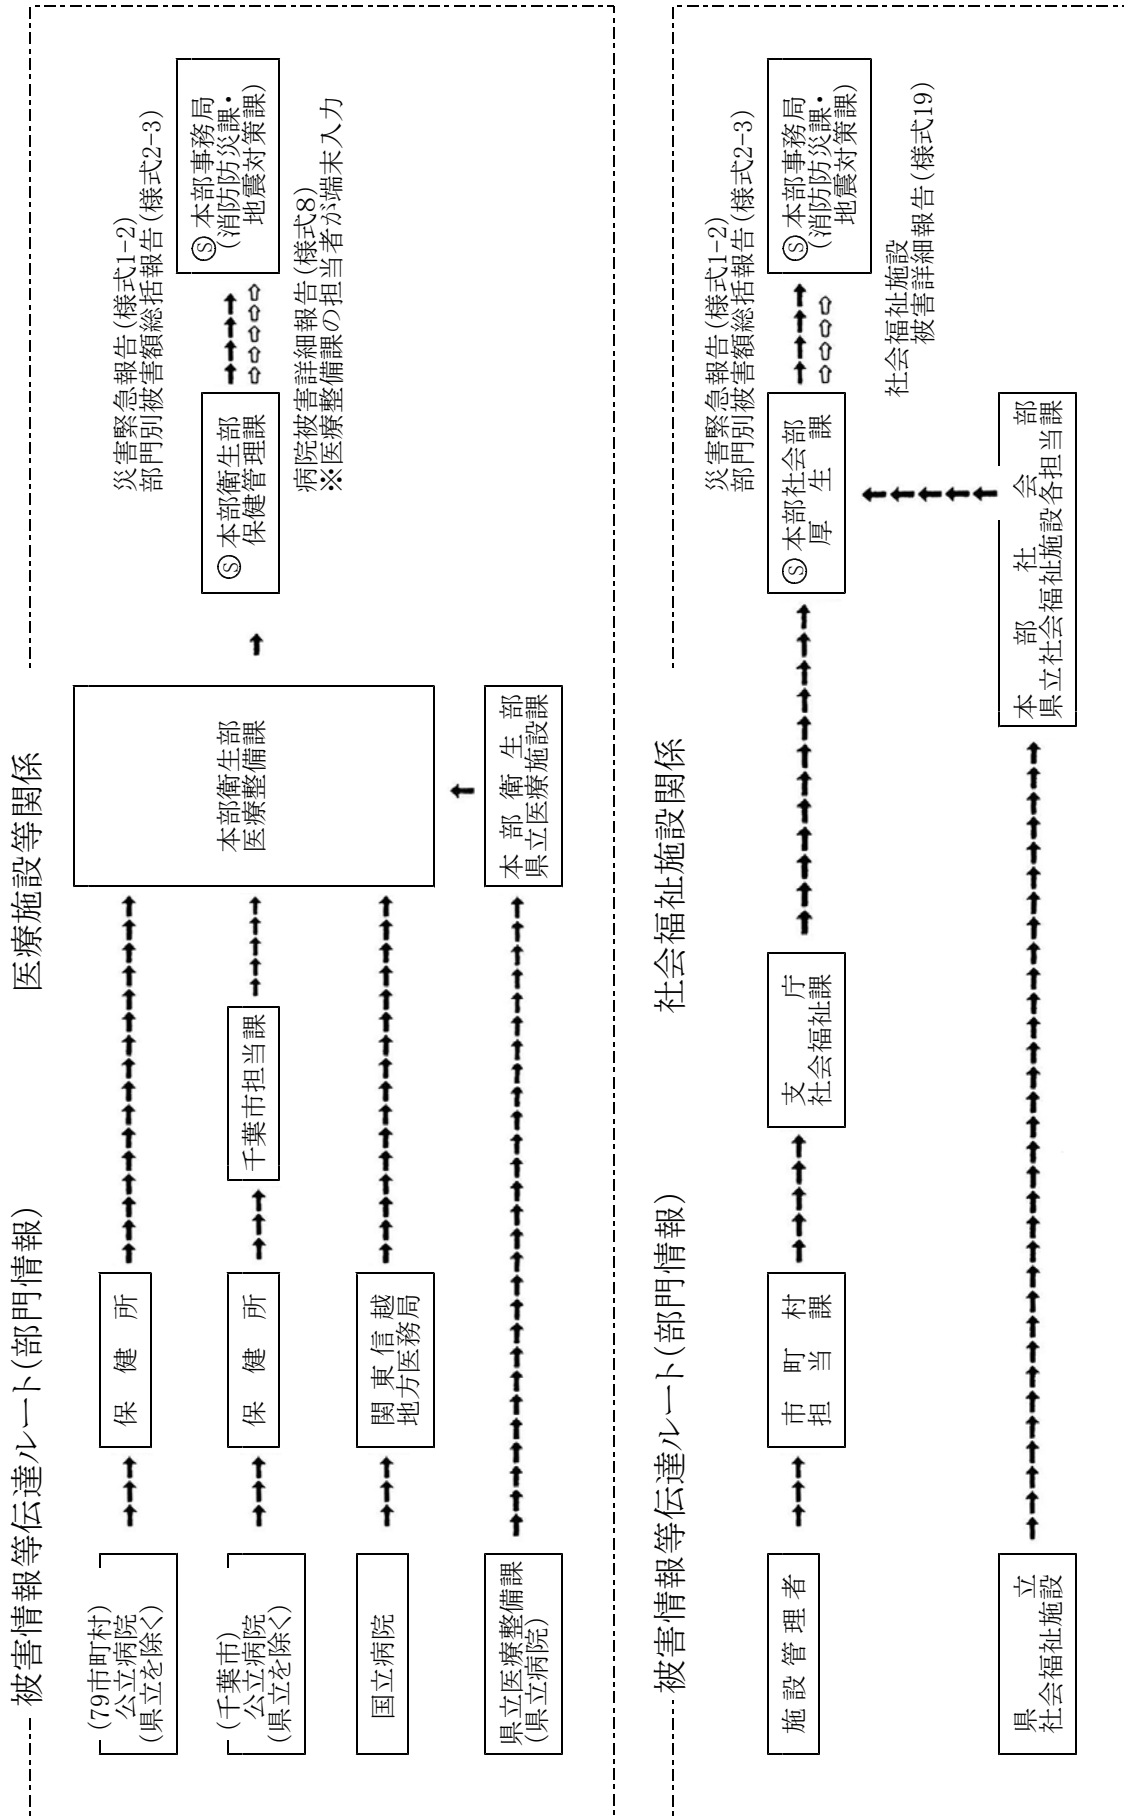 被害情報等伝達ルート(部門情報)
医療施設等関係
(79市町村)
公立病院
(県立を除く)
保健所
(千葉市)
公立病院
(県立を除く)
保健所
千葉市担当課
国立病院
関東信越
地方医務局
県立医療整備課
(県立病院)
本部衛生部
県立医療施設課
本部衛生部
医療整備課
Ⓢ本部衛生部
保健管理課
災害緊急報告(様式1-2)
部門別被害額総括報告(様式2-3)
Ⓢ本部事務局
(消防防災課・
地震対策課)
病院被害詳細報告(様式8)
※医療整備課の担当者が端末入力
被害情報等伝達ルート(部門情報)
社会福祉施設関係
施設管理者
市町村
担当課
支庁
社会福祉課
Ⓢ本部社会部
厚生課
災害緊急報告(様式1-2)
部門別被害額総括報告(様式2-3)
Ⓢ本部事務局
(消防防災課・
地震対策課)
社会福祉施設
被害詳細報告(様式19)
県立
社会福祉施設
本部社会部
県立社会福祉施設各担当課